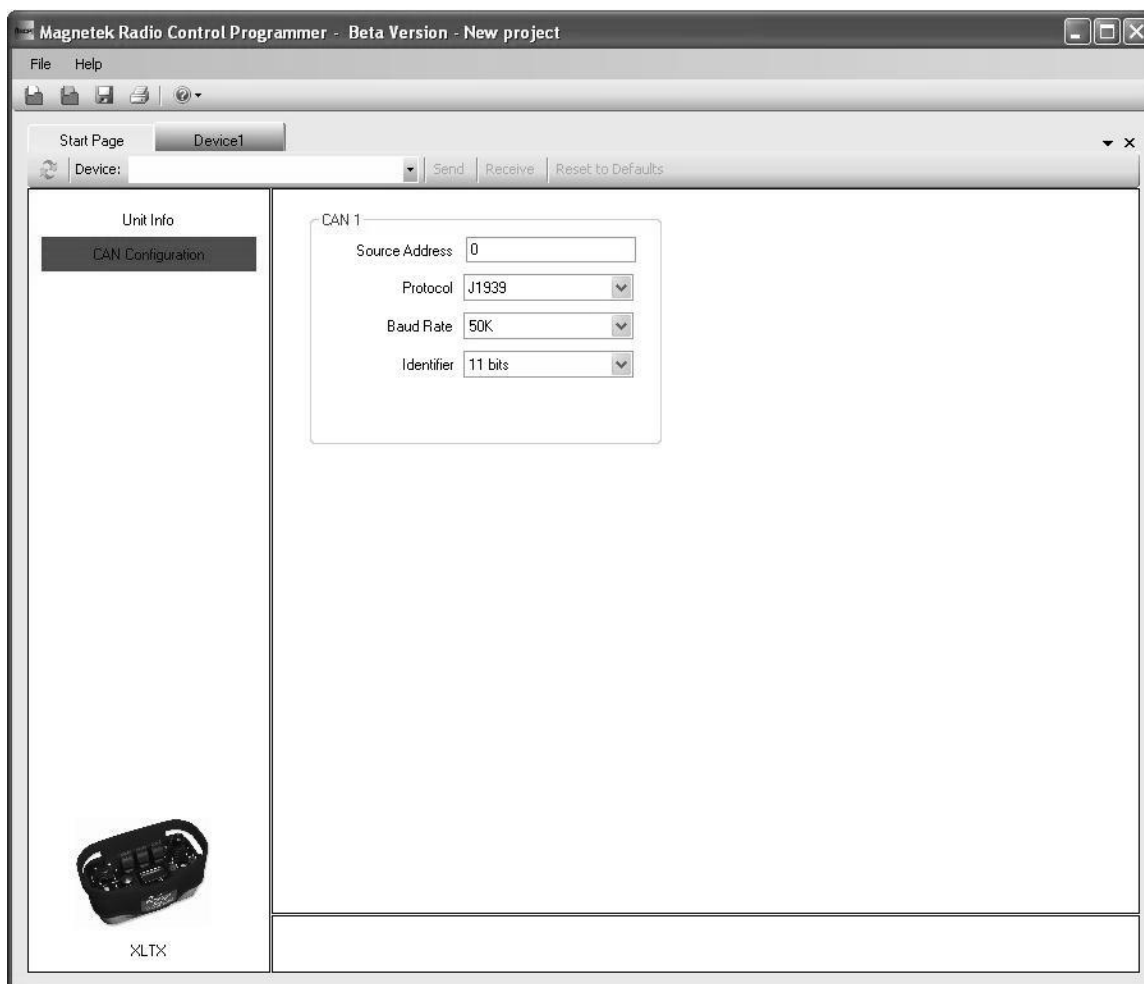 Magnetek Radio Control Programmer - Beta Version - New project
File Help
Start Page Device1
Device: Send Receive Reset to Defaults
Unit Info
CAN Configuration
CAN 1
Source Address 0
Protocol J1939
Baud Rate 50K
Identifier 11 bits
XLTX